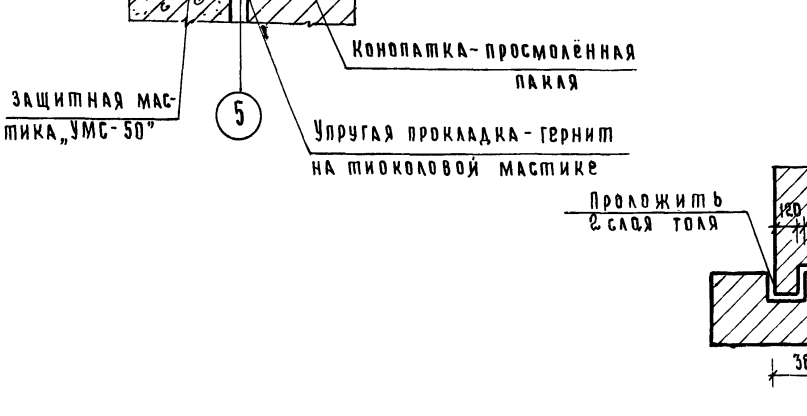 Конопатка-просмолённая
пакля
Защитная мас-
тика „УМС-50”
5
Упругая прокладка-гернит
на тиоколовой мастике
Проложить
2 слоя толя
120